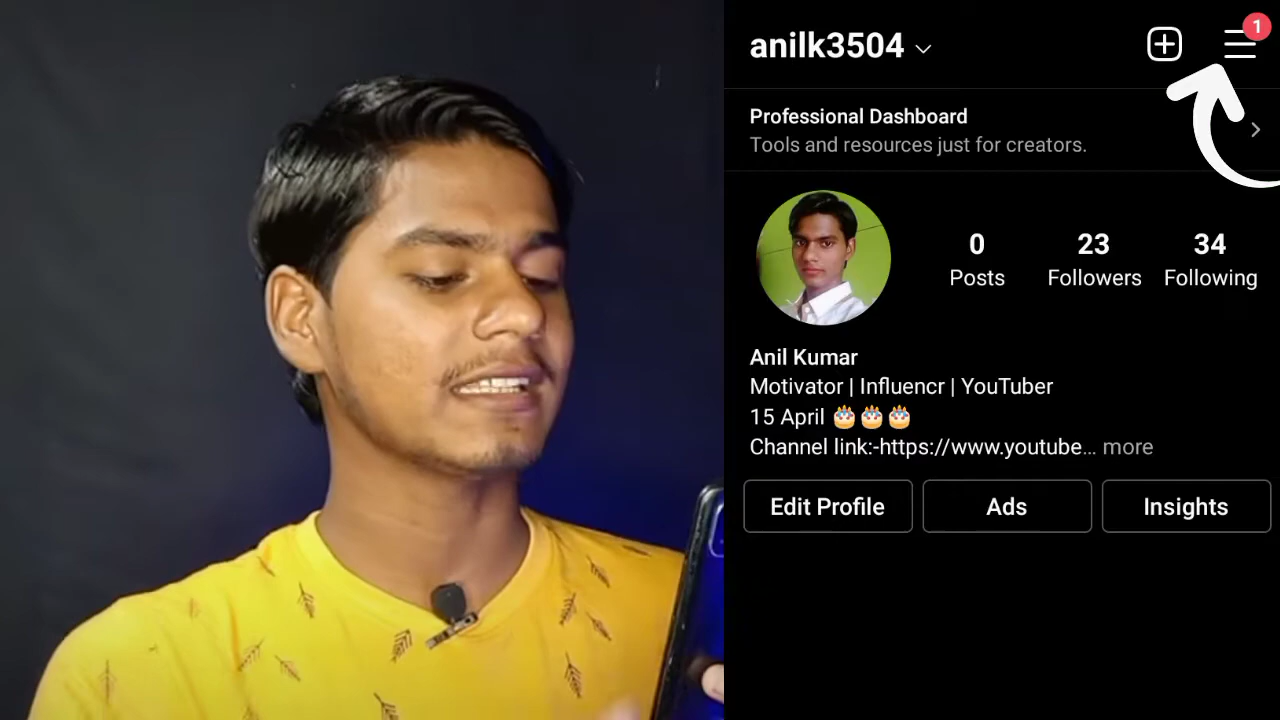 anilk3504
1
Professional Dashboard
Tools and resources just for creators.
0 23 34
Posts Followers Following
Anil Kumar
Motivator | Influencr | YouTuber
15 April 🎂🎂🎂
Channel link:-https://www.youtube... more
Edit Profile Ads Insights